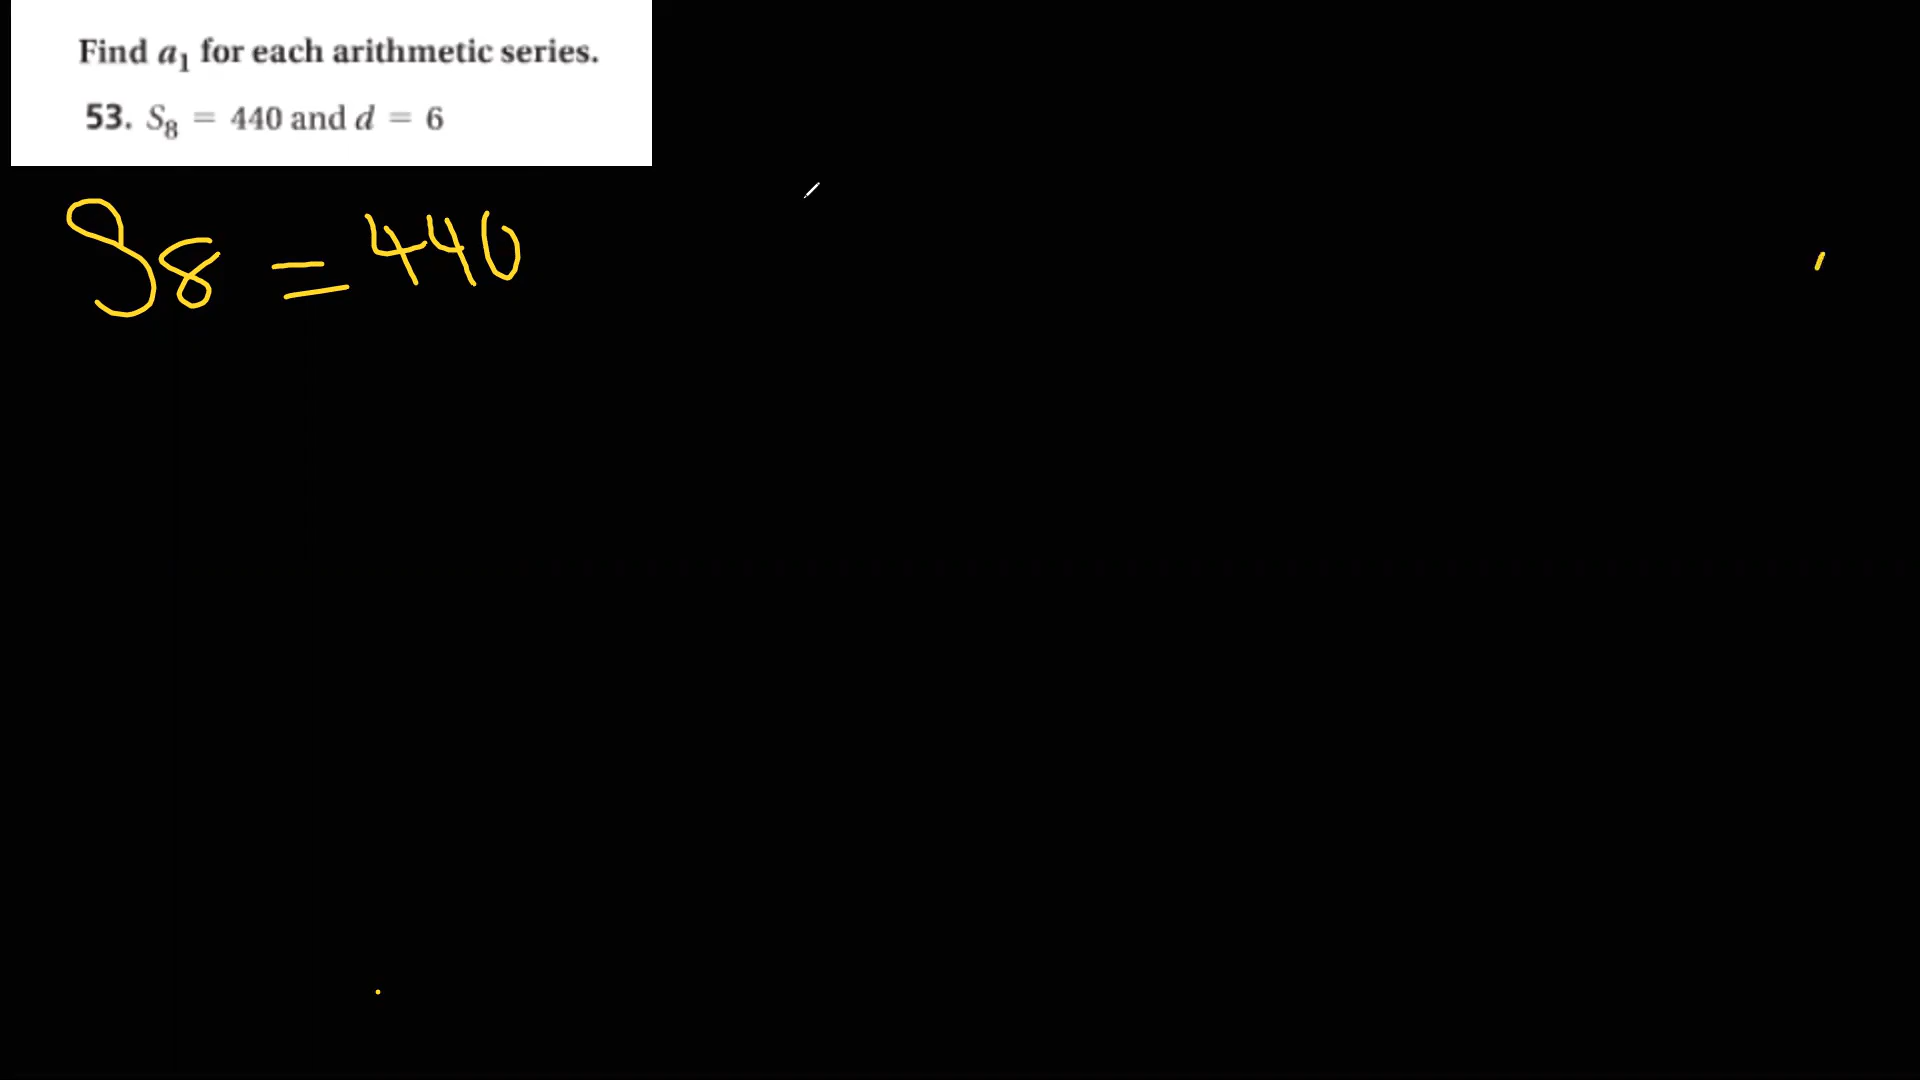 Find a₁ for each arithmetic series.
53. S₈ = 440 and d = 6
S8 = 440